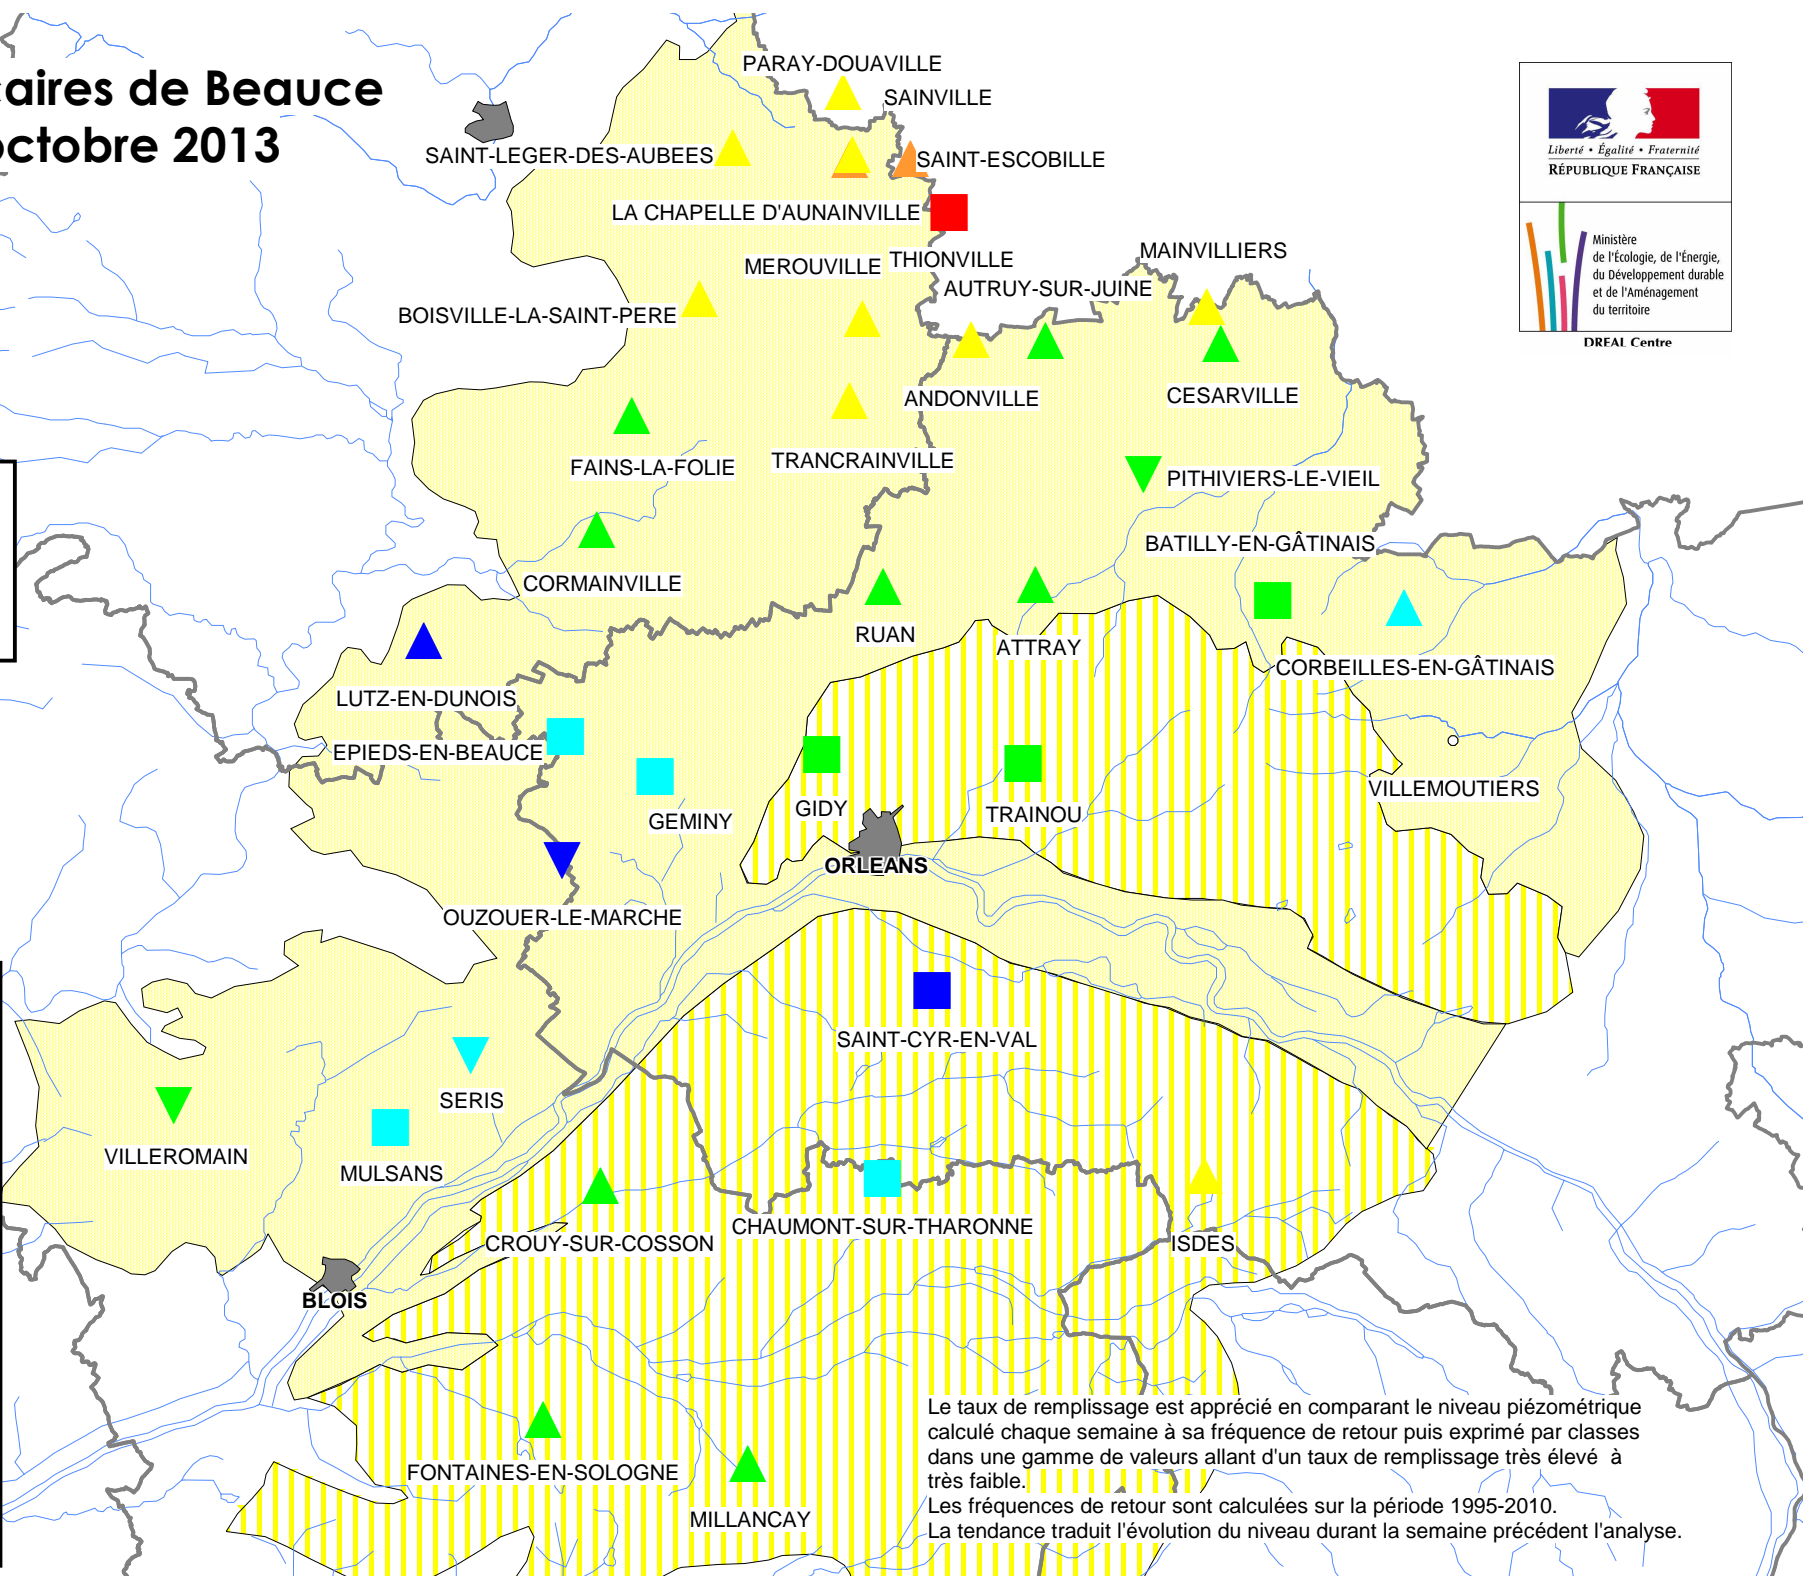 aires de Beauce
octobre 2013
PARAY-DOUAVILLE
SAINVILLE
SAINT-LEGER-DES-AUBEES
SAINT-ESCOBILLE
LA CHAPELLE D'AUNAINVILLE
THIONVILLE
MEROUVILLE
MAINVILLIERS
AUTRUY-SUR-JUINE
BOISVILLE-LA-SAINT-PERE
ANDONVILLE
CESARVILLE
FAINS-LA-FOLIE
TRANCRAINVILLE
PITHIVIERS-LE-VIEIL
BATILLY-EN-GÂTINAIS
CORMAINVILLE
RUAN
ATTRAY
CORBEILLES-EN-GÂTINAIS
LUTZ-EN-DUNOIS
EPIEDS-EN-BEAUCE
GEMINY
GIDY
TRAINOU
VILLEMOUTIERS
ORLEANS
OUZOUER-LE-MARCHE
SAINT-CYR-EN-VAL
SERIS
VILLEROMAIN
MULSANS
CROUY-SUR-COSSON
CHAUMONT-SUR-THARONNE
ISDES
BLOIS
FONTAINES-EN-SOLOGNE
MILLANCAY
Liberté • Égalité • Fraternité
RÉPUBLIQUE FRANÇAISE
Ministère
de l'Écologie, de l'Énergie,
du Développement durable
et de l'Aménagement
du territoire
DREAL Centre
Le taux de remplissage est apprécié en comparant le niveau piézométrique
calculé chaque semaine à sa fréquence de retour puis exprimé par classes
dans une gamme de valeurs allant d'un taux de remplissage très élevé à
très faible.
Les fréquences de retour sont calculées sur la période 1995-2010.
La tendance traduit l'évolution du niveau durant la semaine précédent l'analyse.